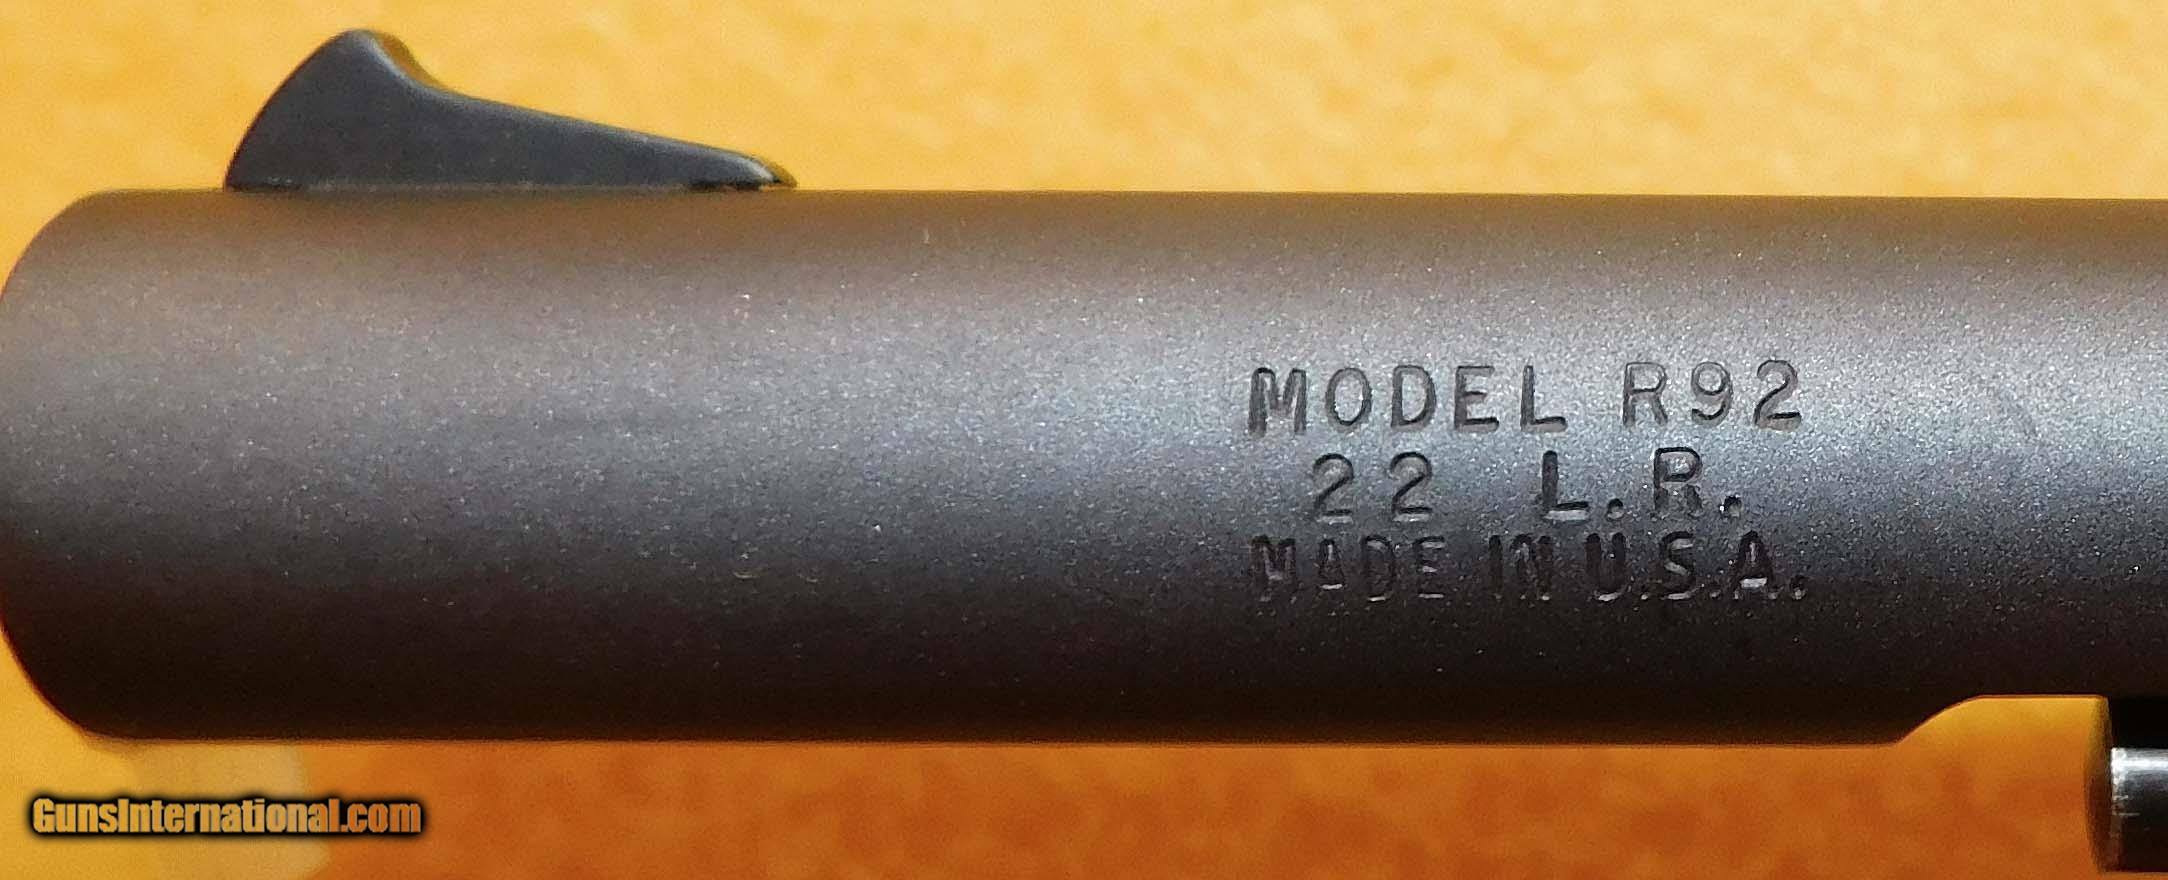 MODEL R92
22 L.R.
MADE IN U.S.A.
GunsInternational.com